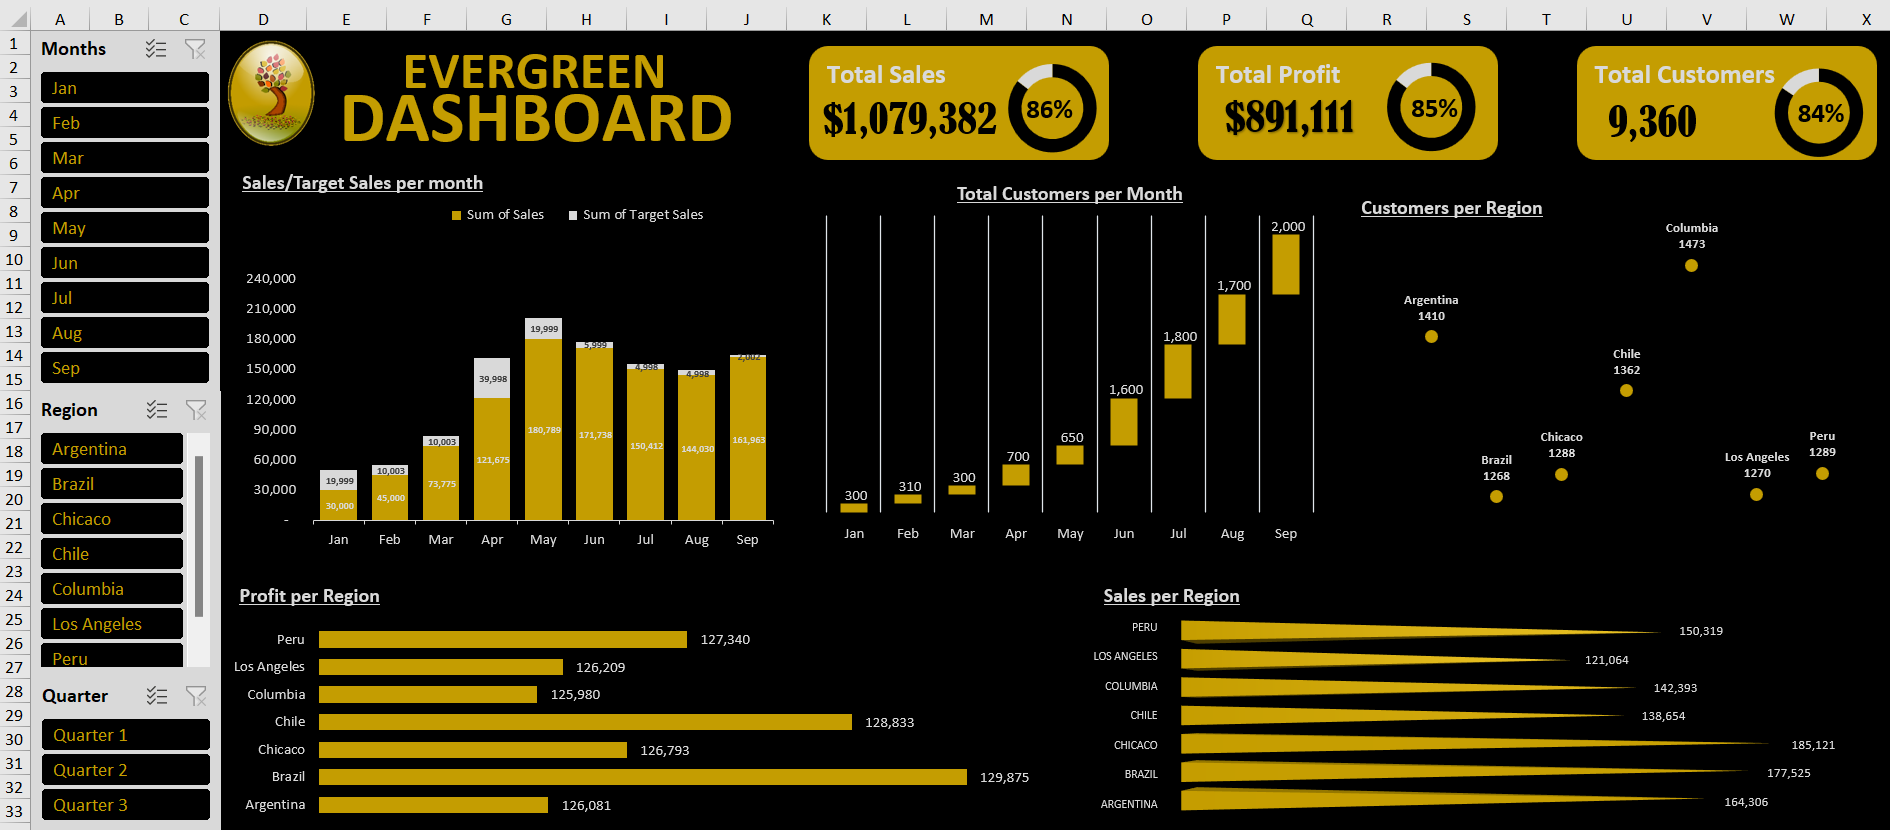 A B C D E F G H I J K L M N O P Q R S T U V W X
1
2
3
4
5
6
7
8
9
10
11
12
13
14
15
16
17
18
19
20
21
22
23
24
25
26
27
28
29
30
31
32
33
Months
Jan
Feb
Mar
Apr
May
Jun
Jul
Aug
Sep
Region
Argentina
Brazil
Chicaco
Chile
Columbia
Los Angeles
Peru
Quarter
Quarter 1
Quarter 2
Quarter 3
EVERGREEN
DASHBOARD
Total Sales
$1,079,382
86%
Total Profit
$891,111
85%
Total Customers
9,360
84%
Sales/Target Sales per month
Sum of Sales Sum of Target Sales
240,000
210,000
180,000
150,000
120,000
90,000
60,000
30,000
-
19,999 10,003 10,003 39,998 19,999 5,999 4,998 4,998 2,002
30,000 45,000 73,775 121,675 180,789 171,738 150,412 144,030 161,963
Jan Feb Mar Apr May Jun Jul Aug Sep
Total Customers per Month
300 310 300 700 650 1,600 1,800 1,700 2,000
Jan Feb Mar Apr May Jun Jul Aug Sep
Customers per Region
Columbia
1473
Argentina
1410
Chile
1362
Chicaco
1288
Brazil
1268
Los Angeles
1270
Peru
1289
Profit per Region
Peru 127,340
Los Angeles 126,209
Columbia 125,980
Chile 128,833
Chicaco 126,793
Brazil 129,875
Argentina 126,081
Sales per Region
PERU 150,319
LOS ANGELES 121,064
COLUMBIA 142,393
CHILE 138,654
CHICACO 185,121
BRAZIL 177,525
ARGENTINA 164,306